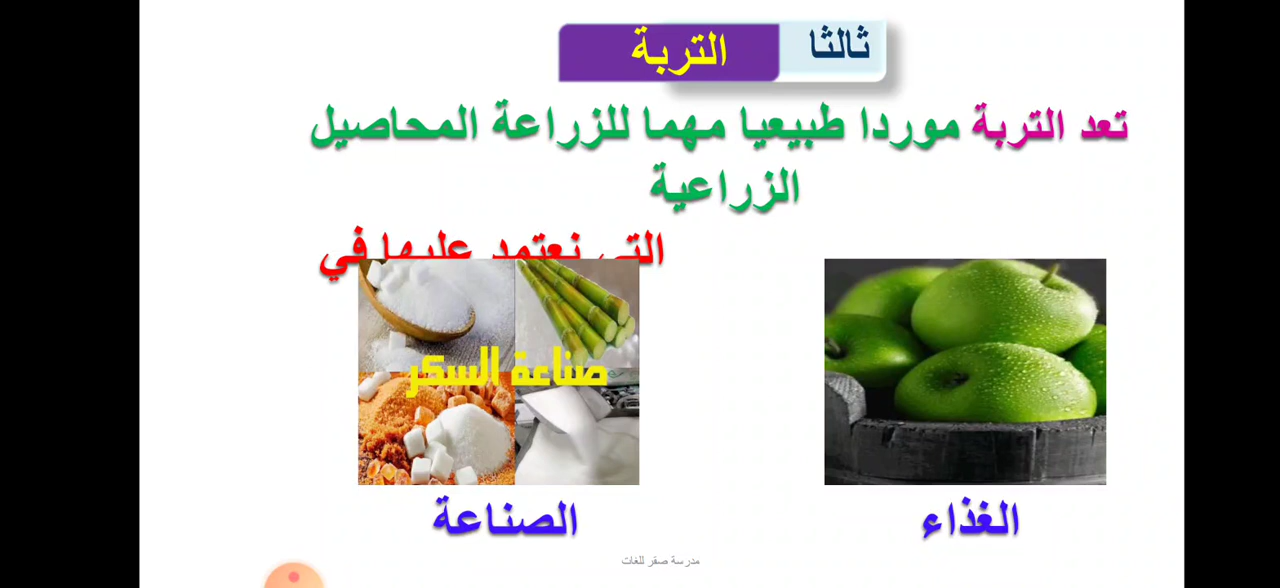 ثالثا
التربة
تعد التربة موردا طبيعيا مهما للزراعة المحاصيل
الزراعية
التي نعتمد عليها في
صناعة السكر
الغذاء
الصناعة
مدرسة صقر للغات